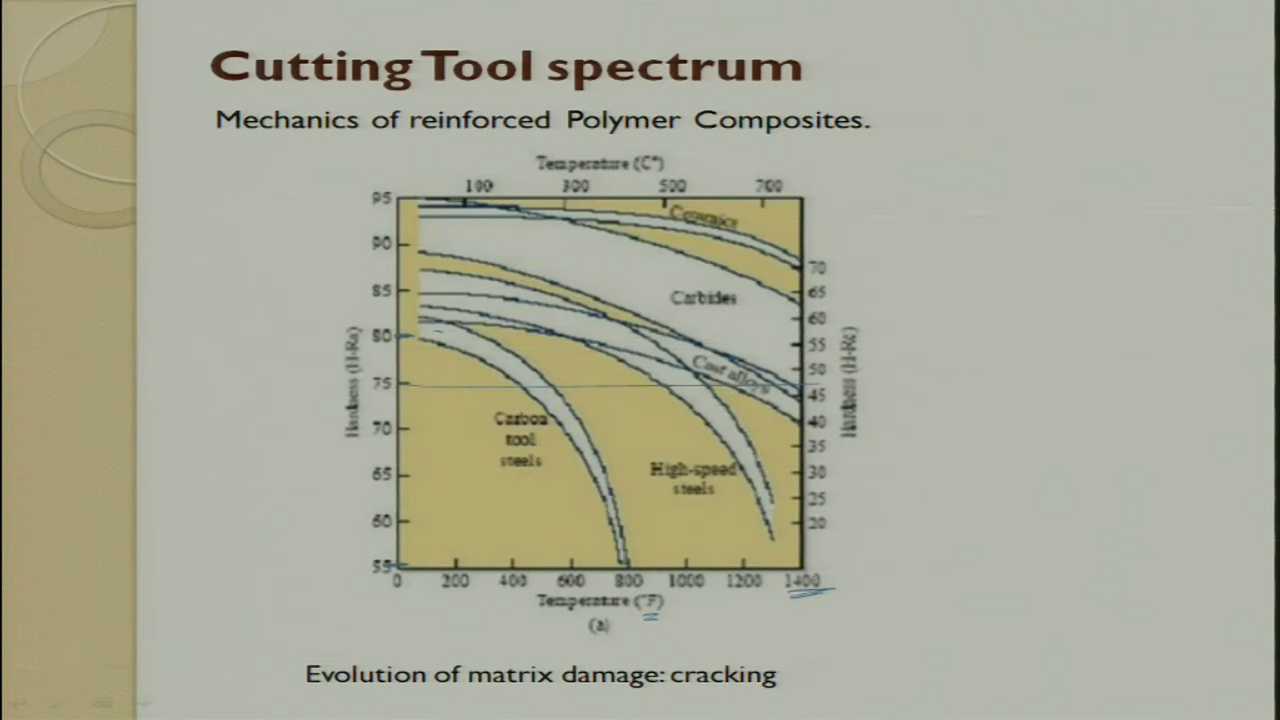 Cutting Tool spectrum
Mechanics of reinforced Polymer Composites.
Temperature (C°)
100 300 500 700
95
90
85
80
75
70
65
60
55
Hardness (H-Ra)
Ceramics
Carbides
Cast alloys
Carbon
tool
steels
High-speed
steels
70
65
60
55
50
45
40
35
30
25
20
Hardness (H-Rc)
0 200 400 600 800 1000 1200 1400
Temperature (°F)
(a)
Evolution of matrix damage: cracking